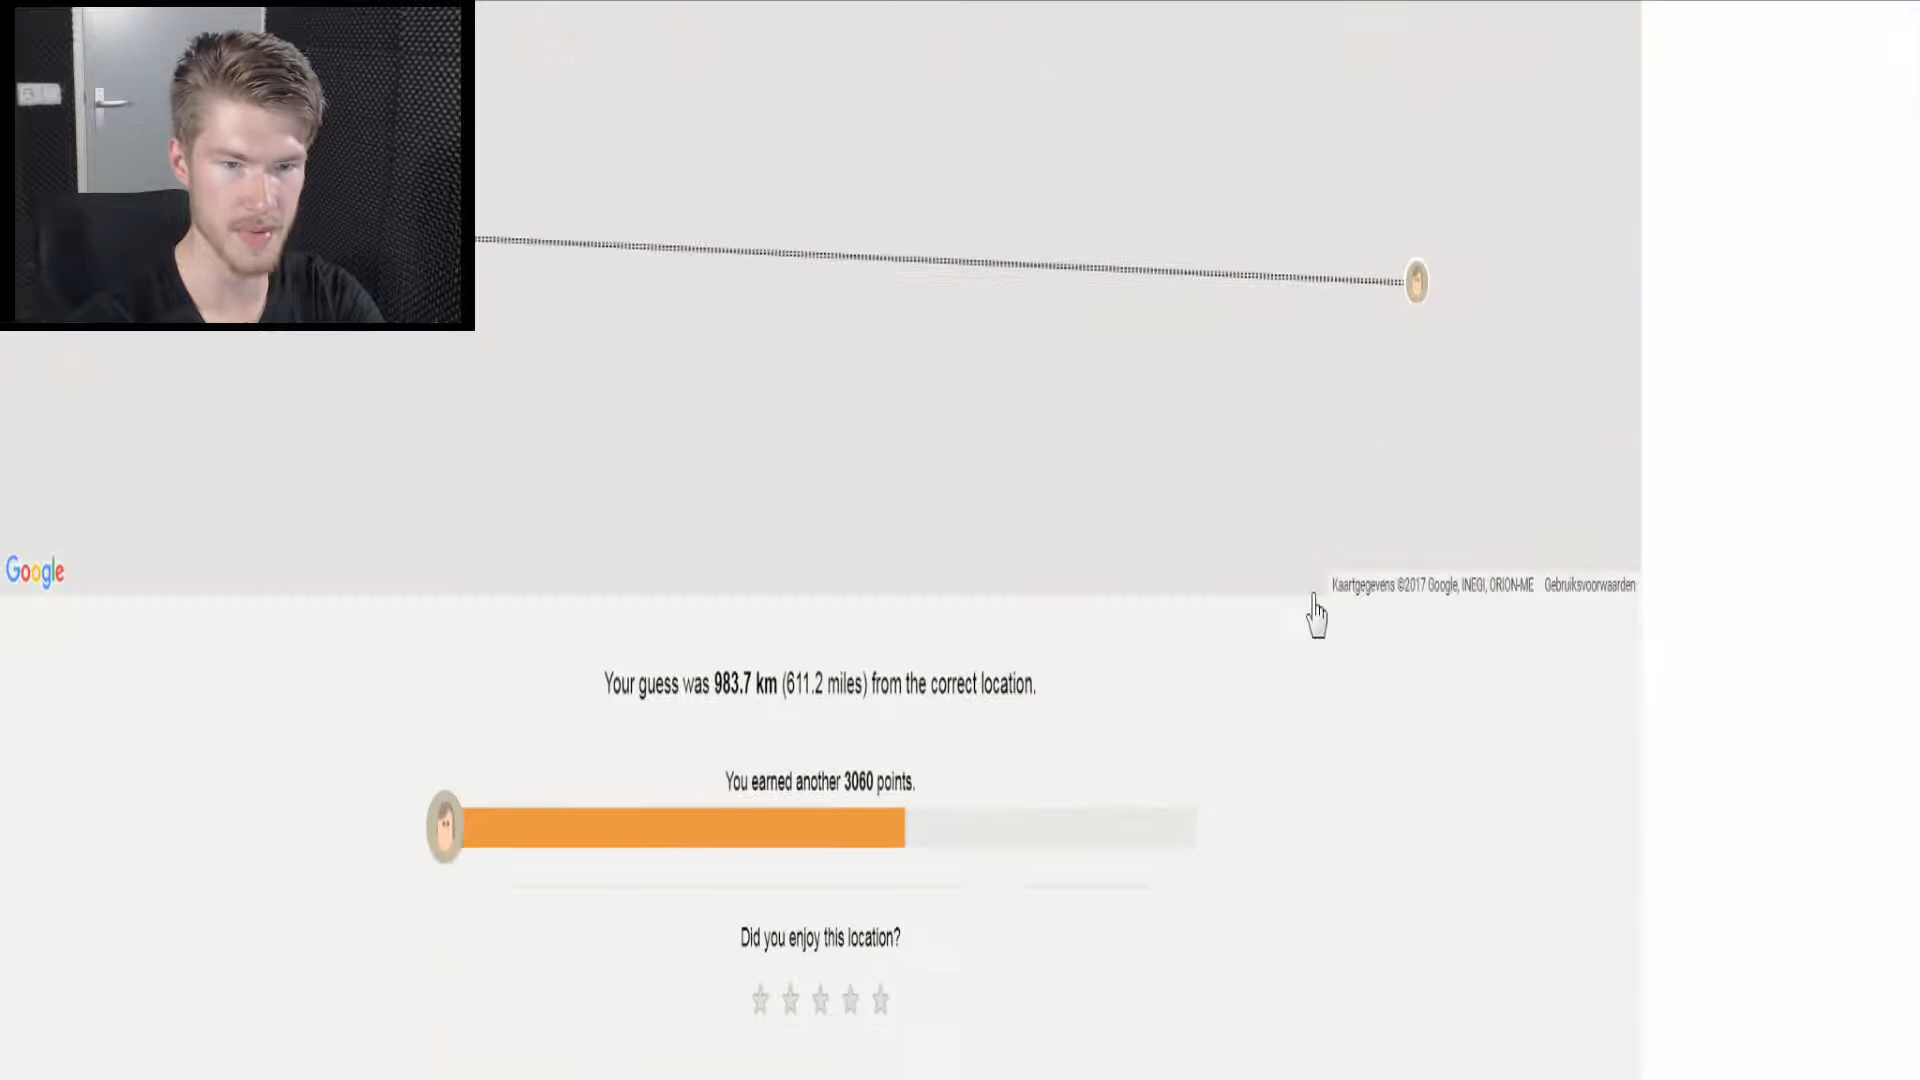 Google
Kaartgegevens ©2017 Google, INEGI, ORION-ME Gebruiksvoorwaarden
Your guess was 983.7 km (611.2 miles) from the correct location.
You earned another 3060 points.
Did you enjoy this location?